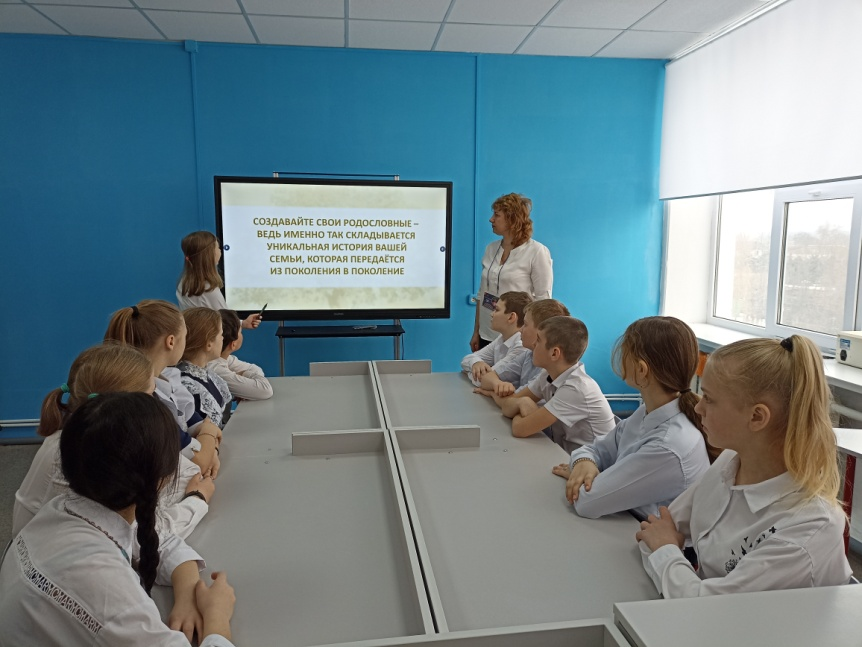 СОЗДАВАЙТЕ СВОИ РОДОСЛОВНЫЕ –
ВЕДЬ ИМЕННО ТАК СКЛАДЫВАЕТСЯ
УНИКАЛЬНАЯ ИСТОРИЯ ВАШЕЙ
СЕМЬИ, КОТОРАЯ ПЕРЕДАЁТСЯ
ИЗ ПОКОЛЕНИЯ В ПОКОЛЕНИЕ